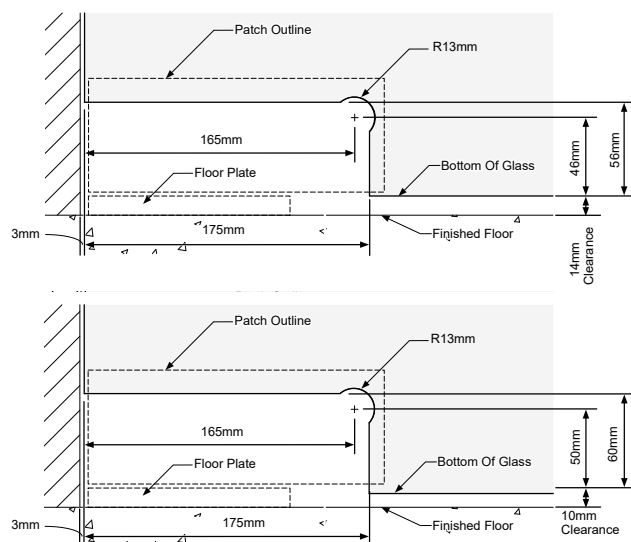 Patch Outline
R13mm
165mm
Floor Plate
Bottom Of Glass
46mm
56mm
3mm
175mm
Finished Floor
14mm
Clearance
Patch Outline
R13mm
165mm
Floor Plate
Bottom Of Glass
50mm
60mm
3mm
175mm
Finished Floor
10mm
Clearance